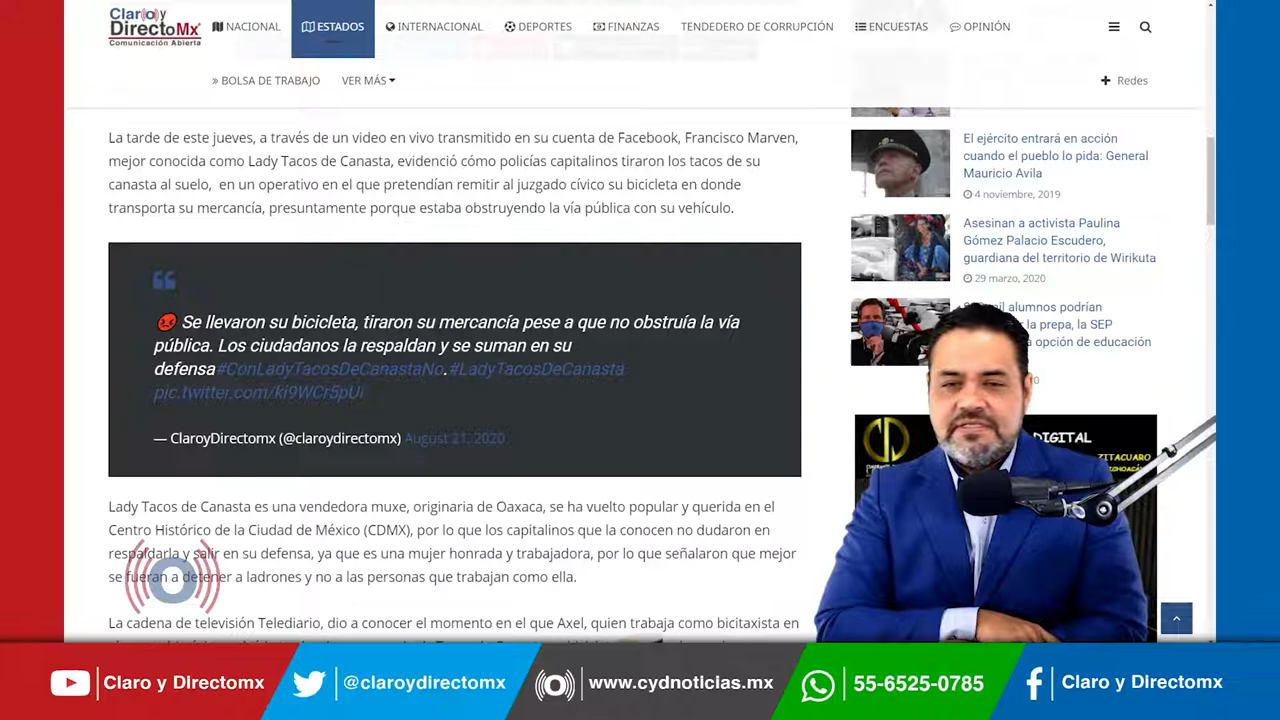 Claro y
DirectoMx
Comunicación Abierta
NACIONAL
ESTADOS
INTERNACIONAL
DEPORTES
FINANZAS
TENDEDERO DE CORRUPCIÓN
ENCUESTAS
OPINIÓN
» BOLSA DE TRABAJO
VER MÁS
+ Redes
La tarde de este jueves, a través de un video en vivo transmitido en su cuenta de Facebook, Francisco Marven,
mejor conocida como Lady Tacos de Canasta, evidenció cómo policías capitalinos tiraron los tacos de su
canasta al suelo, en un operativo en el que pretendían remitir al juzgado cívico su bicicleta en donde
transporta su mercancía, presuntamente porque estaba obstruyendo la vía pública con su vehículo.
😡 Se llevaron su bicicleta, tiraron su mercancía pese a que no obstruía la vía
pública. Los ciudadanos la respaldan y se suman en su
defensa#ConLadyTacosDeCanastaNo.#LadyTacosDeCanasta
pic.twitter.com/ki9WCr5pUi
— ClaroyDirectomx (@claroydirectomx) August 21, 2020
Lady Tacos de Canasta es una vendedora muxe, originaria de Oaxaca, se ha vuelto popular y querida en el
Centro Histórico de la Ciudad de México (CDMX), por lo que los capitalinos que la conocen no dudaron en
respaldarla y salir en su defensa, ya que es una mujer honrada y trabajadora, por lo que señalaron que mejor
se fueran a detener a ladrones y no a las personas que trabajan como ella.
La cadena de televisión Telediario, dio a conocer el momento en el que Axel, quien trabaja como bicitaxista en
El ejército entrará en acción
cuando el pueblo lo pida: General
Mauricio Avila
4 noviembre, 2019
Asesinan a activista Paulina
Gómez Palacio Escudero,
guardiana del territorio de Wirikuta
29 marzo, 2020
mil alumnos podrían
la prepa, la SEP
opción de educación
DIGITAL
ZITACUARO
Claro y Directomx
@claroydirectomx
www.cydnoticias.mx
55-6525-0785
Claro y Directomx